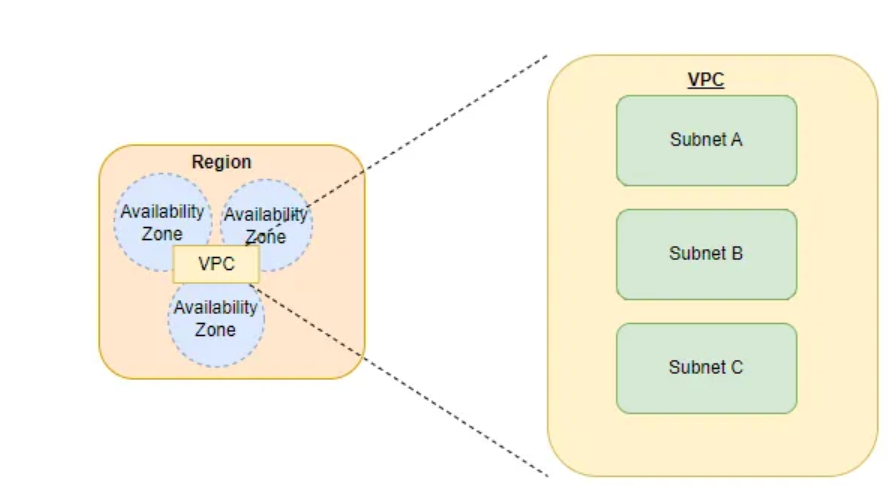 Region
Availability
Zone
Availability
Zone
VPC
Availability
Zone
VPC
Subnet A
Subnet B
Subnet C